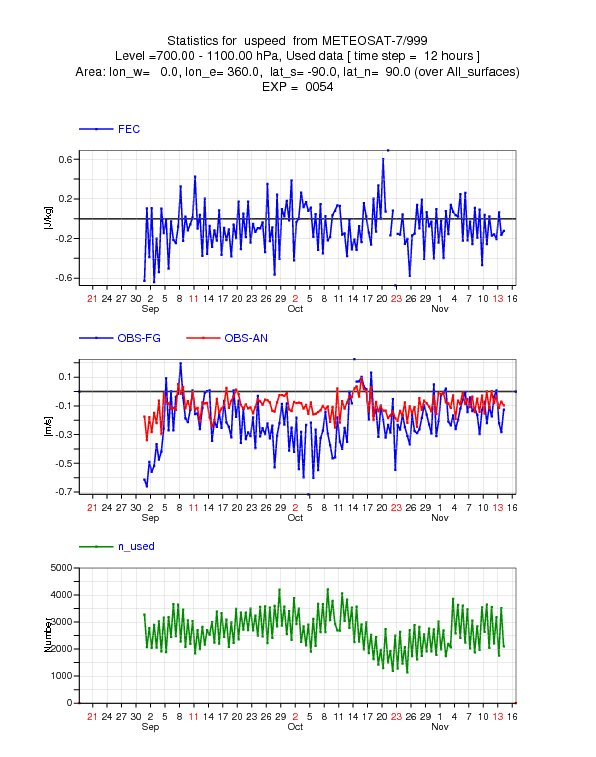 Statistics for uspeed from METEOSAT-7/999
Level =700.00 - 1100.00 hPa, Used data [ time step = 12 hours ]
Area: lon_w= 0.0, lon_e= 360.0, lat_s= -90.0, lat_n= 90.0 (over All_surfaces)
EXP = 0054
FEC
0.6
0.2
-0.2
-0.6
[J/kg]
21 24 27 30 2 5 8 11 14 17 20 23 26 29 2 5 8 11 14 17 20 23 26 29 1 4 7 10 13 16
Sep Oct Nov
OBS-FG OBS-AN
0.1
-0.1
-0.3
-0.5
-0.7
[m/s]
21 24 27 30 2 5 8 11 14 17 20 23 26 29 2 5 8 11 14 17 20 23 26 29 1 4 7 10 13 16
Sep Oct Nov
n_used
5000
4000
3000
2000
1000
0
Number
21 24 27 30 2 5 8 11 14 17 20 23 26 29 2 5 8 11 14 17 20 23 26 29 1 4 7 10 13 16
Sep Oct Nov